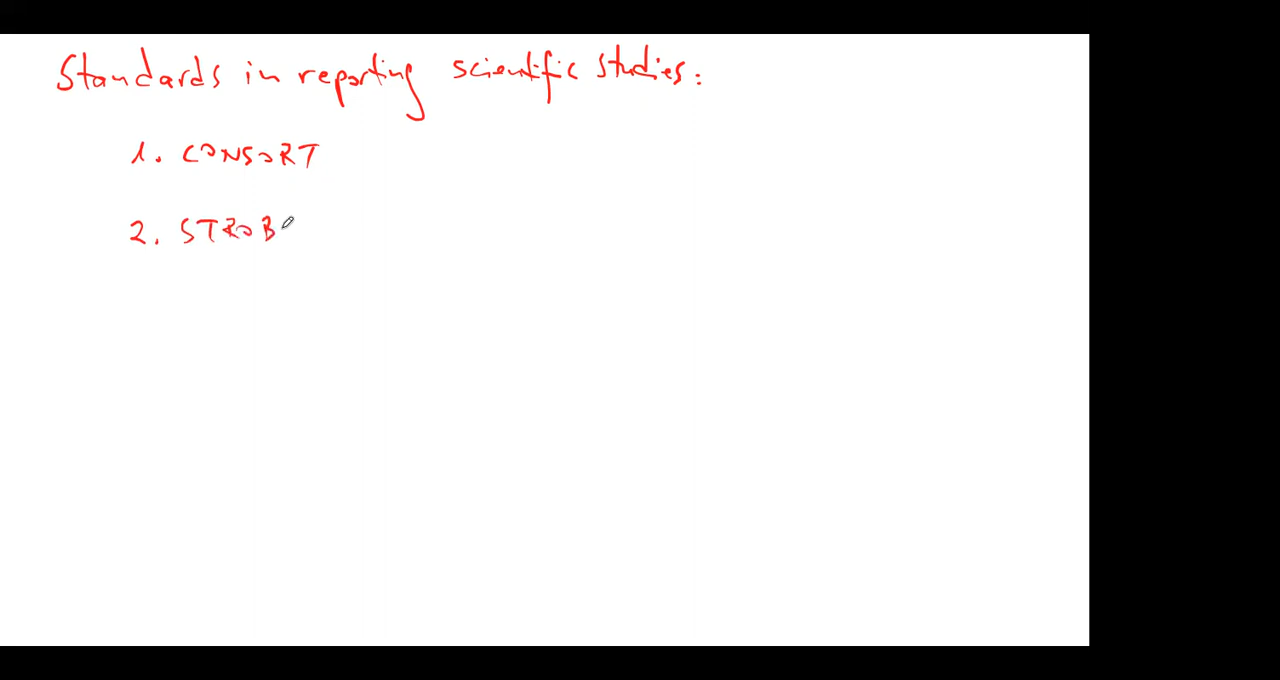 Standards in reporting scientific studies:
1. CONSORT
2. STROB